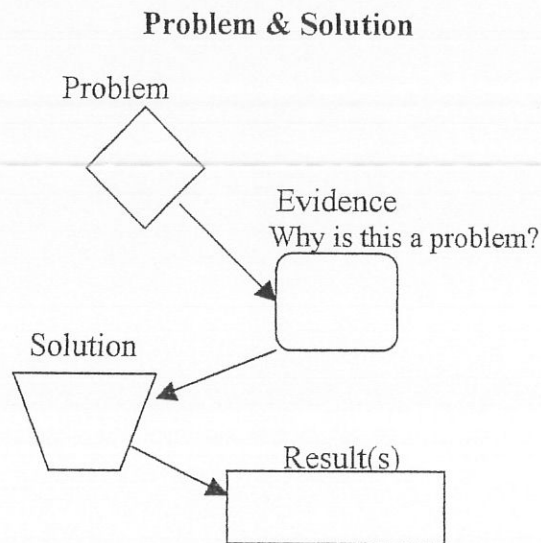 Problem & Solution
Problem
Evidence
Why is this a problem?
Solution
Result(s)